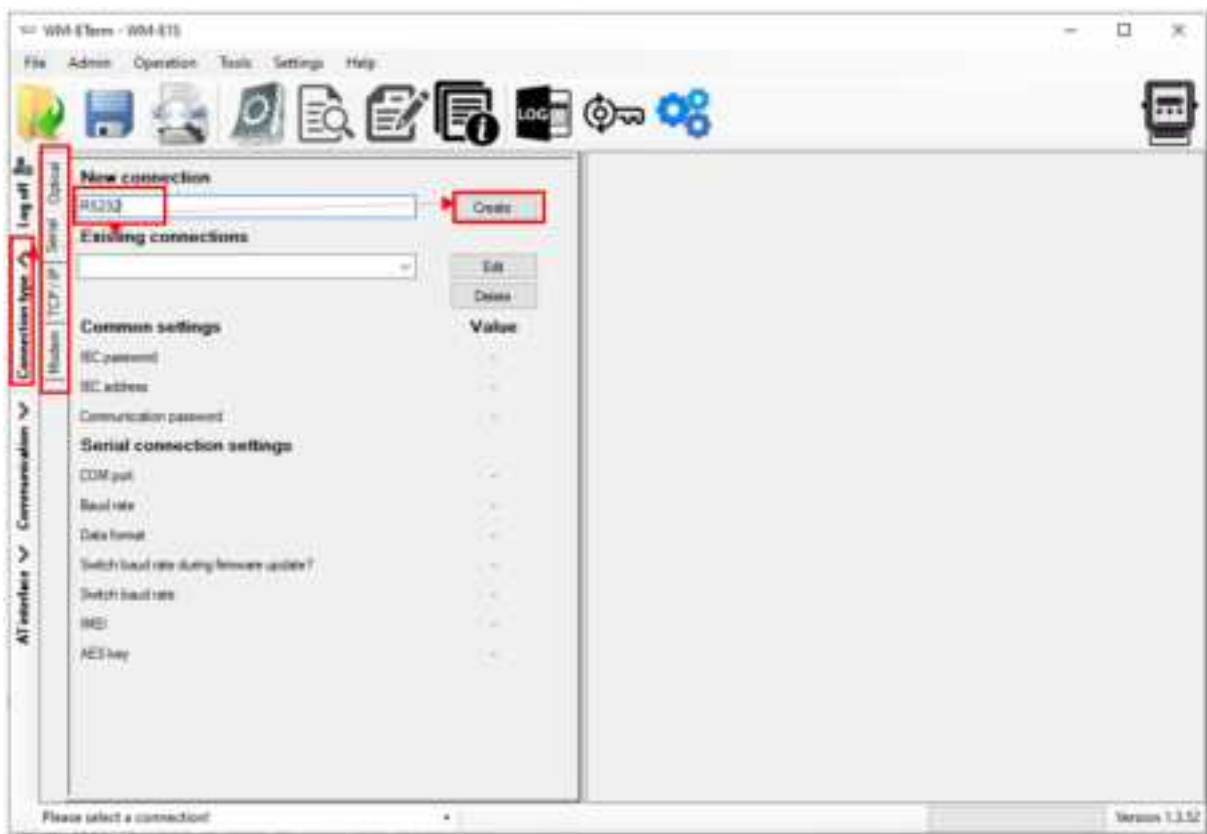 WM-ETerm - WM-E1S
File Admin Operation Tools Settings Help
LOG
Log off
Connection type
Communication
AT interface
Optical
Serial
TCP / IP
Modem
New connection
RS232
Create
Existing connections
Edit
Delete
Common settings Value
IEC password -
IEC address -
Communication password -
Serial connection settings
COM port -
Baud rate -
Data format -
Switch baud rate during firmware update? -
Switch baud rate -
IMEI -
AES key -
Please select a connection!
Version 1.3.52